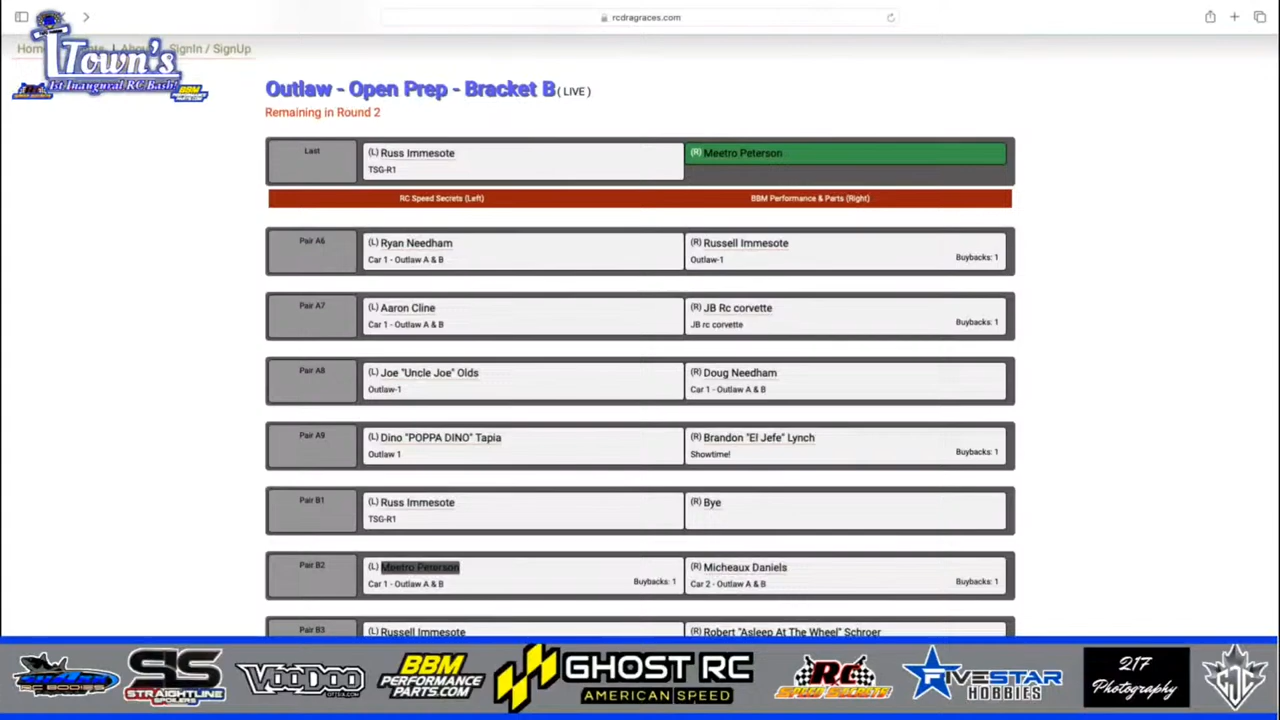 rcdragraces.com
SignIn / SignUp
Town's
1st Inaugural RC Bash!
Outlaw - Open Prep - Bracket B ( LIVE )
Remaining in Round 2
Last
(L) Russ Immesote
TSG-R1
(R) Meetro Peterson
RC Speed Secrets (Left)
BBM Performance & Parts (Right)
Pair A6
(L) Ryan Needham
Car 1 - Outlaw A & B
(R) Russell Immesote
Outlaw-1
Buybacks: 1
Pair A7
(L) Aaron Cline
Car 1 - Outlaw A & B
(R) JB Rc corvette
JB rc corvette
Buybacks: 1
Pair A8
(L) Joe "Uncle Joe" Olds
Outlaw-1
(R) Doug Needham
Car 1 - Outlaw A & B
Pair A9
(L) Dino "POPPA DINO" Tapia
Outlaw 1
(R) Brandon "El Jefe" Lynch
Showtime!
Buybacks: 1
Pair B1
(L) Russ Immesote
TSG-R1
(R) Bye
Pair B2
(L) Meetro Peterson
Car 1 - Outlaw A & B
Buybacks: 1
(R) Micheaux Daniels
Car 2 - Outlaw A & B
Buybacks: 1
Pair B3
(L) Russell Immesote
(R) Robert "Asleep At The Wheel" Schroer
RC BODIES
SLS
STRAIGHTLINE
SPOILERS
VOODOO
BBM
PERFORMANCE
PARTS.COM
GHOST RC
AMERICAN SPEED
RC
SPEED SECRETS
FIVESTAR
HOBBIES
217
Photography
CJC